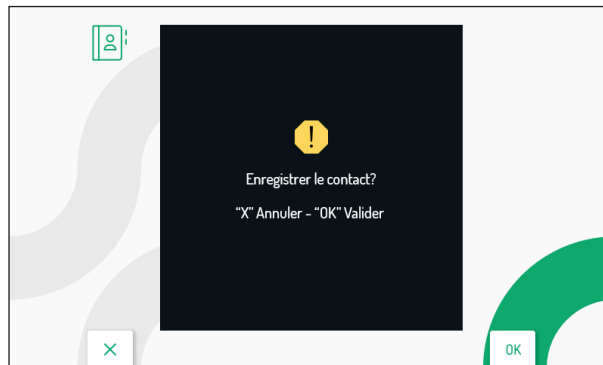 !
Enregistrer le contact?
“X” Annuler - “OK” Valider
OK